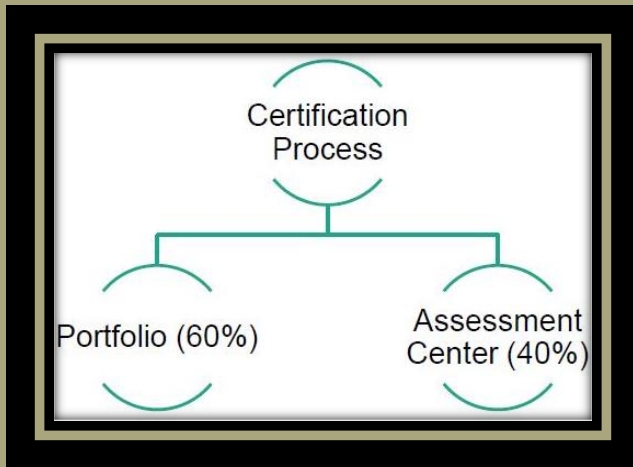 Certification
Process
Portfolio (60%)
Assessment
Center (40%)